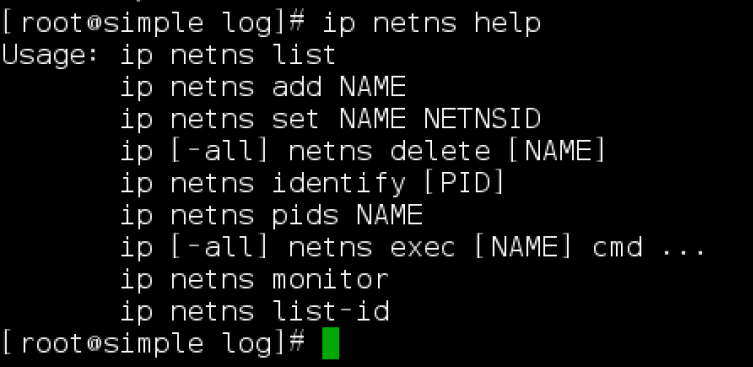 [root@simple log]# ip netns help
Usage: ip netns list
       ip netns add NAME
       ip netns set NAME NETNSID
       ip [-all] netns delete [NAME]
       ip netns identify [PID]
       ip netns pids NAME
       ip [-all] netns exec [NAME] cmd ...
       ip netns monitor
       ip netns list-id
[root@simple log]#